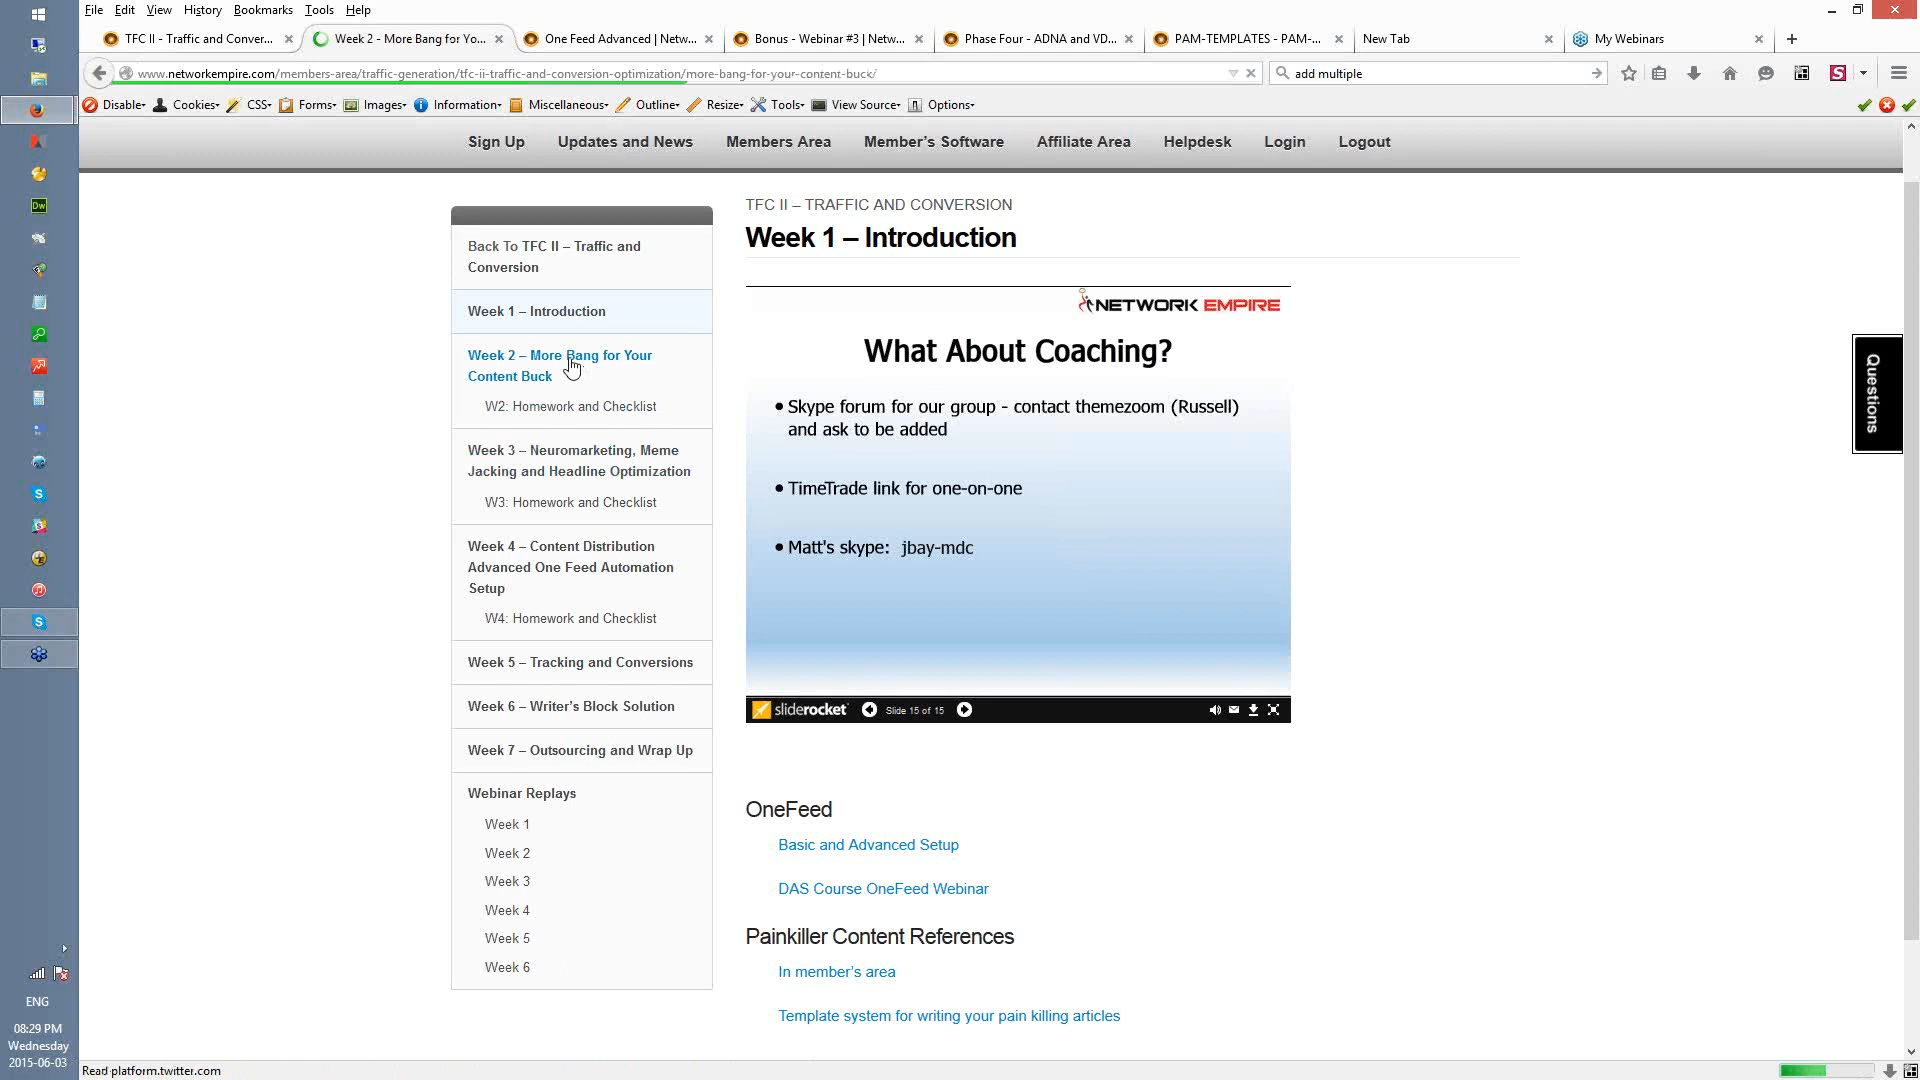 File Edit View History Bookmarks Tools Help
TFC II - Traffic and Conver...
Week 2 - More Bang for Yo...
One Feed Advanced | Netw...
Bonus - Webinar #3 | Netw...
Phase Four - ADNA and VD...
PAM-TEMPLATES - PAM-...
New Tab
My Webinars
www.networkempire.com/members-area/traffic-generation/tfc-ii-traffic-and-conversion-optimization/more-bang-for-your-content-buck/
add multiple
Disable Cookies CSS Forms Images Information Miscellaneous Outline Resize Tools View Source Options
Sign Up Updates and News Members Area Member's Software Affiliate Area Helpdesk Login Logout
Back To TFC II – Traffic and
Conversion
Week 1 – Introduction
Week 2 – More Bang for Your
Content Buck
W2: Homework and Checklist
Week 3 – Neuromarketing, Meme
Jacking and Headline Optimization
W3: Homework and Checklist
Week 4 – Content Distribution
Advanced One Feed Automation
Setup
W4: Homework and Checklist
Week 5 – Tracking and Conversions
Week 6 – Writer's Block Solution
Week 7 – Outsourcing and Wrap Up
Webinar Replays
Week 1
Week 2
Week 3
Week 4
Week 5
Week 6
TFC II – TRAFFIC AND CONVERSION
Week 1 – Introduction
NETWORK EMPIRE
What About Coaching?
• Skype forum for our group - contact themezoom (Russell)
and ask to be added
• TimeTrade link for one-on-one
• Matt's skype: jbay-mdc
sliderocket
Slide 15 of 15
OneFeed
Basic and Advanced Setup
DAS Course OneFeed Webinar
Painkiller Content References
In member's area
Template system for writing your pain killing articles
Questions
Dw
ENG
08:29 PM
Wednesday
2015-06-03
Read platform.twitter.com